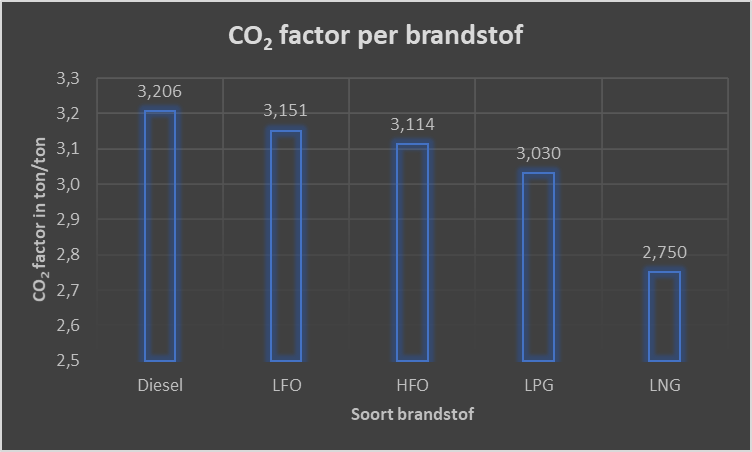 CO₂ factor per brandstof
CO₂ factor in ton/ton
3,3
3,2
3,1
3,0
2,9
2,8
2,7
2,6
2,5
3,206
3,151
3,114
3,030
2,750
Diesel
LFO
HFO
LPG
LNG
Soort brandstof